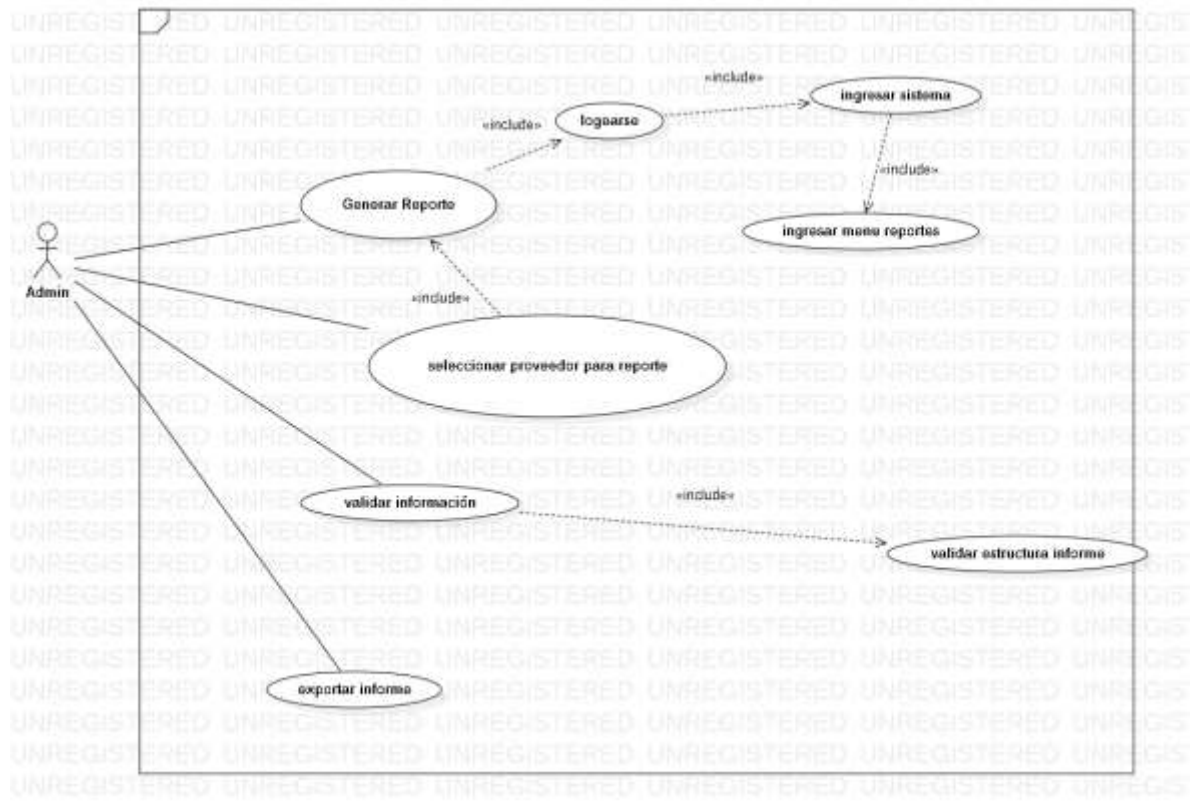 «include»
ingresar sistema
logearse
«include»
«include»
Generar Reporte
ingresar menu reportes
Admin
«include»
seleccionar proveedor para reporte
«include»
validar información
validar estructura informe
exportar informe
UNREGISTERED